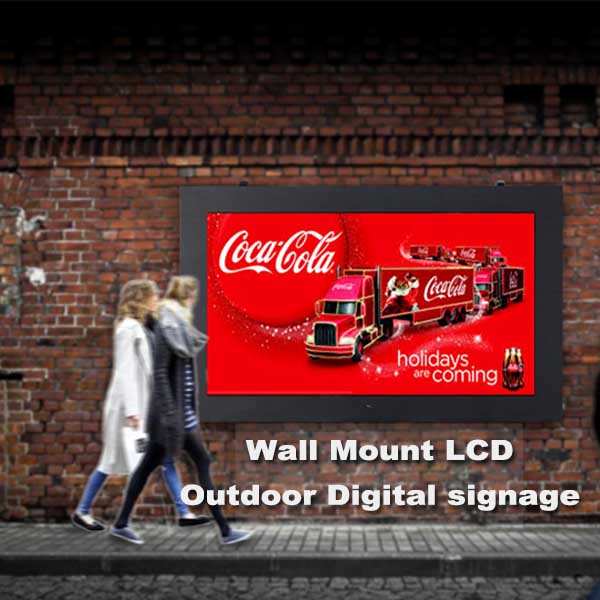 Coca-Cola
Coca-Cola
holidays
are coming
Wall Mount LCD
Outdoor Digital signage